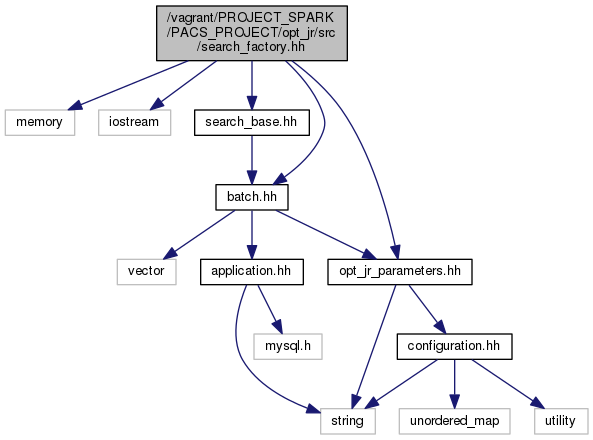 /vagrant/PROJECT_SPARK
/PACS_PROJECT/opt_jr/src
/search_factory.hh
memory
iostream
search_base.hh
batch.hh
vector
application.hh
opt_jr_parameters.hh
mysql.h
configuration.hh
string
unordered_map
utility